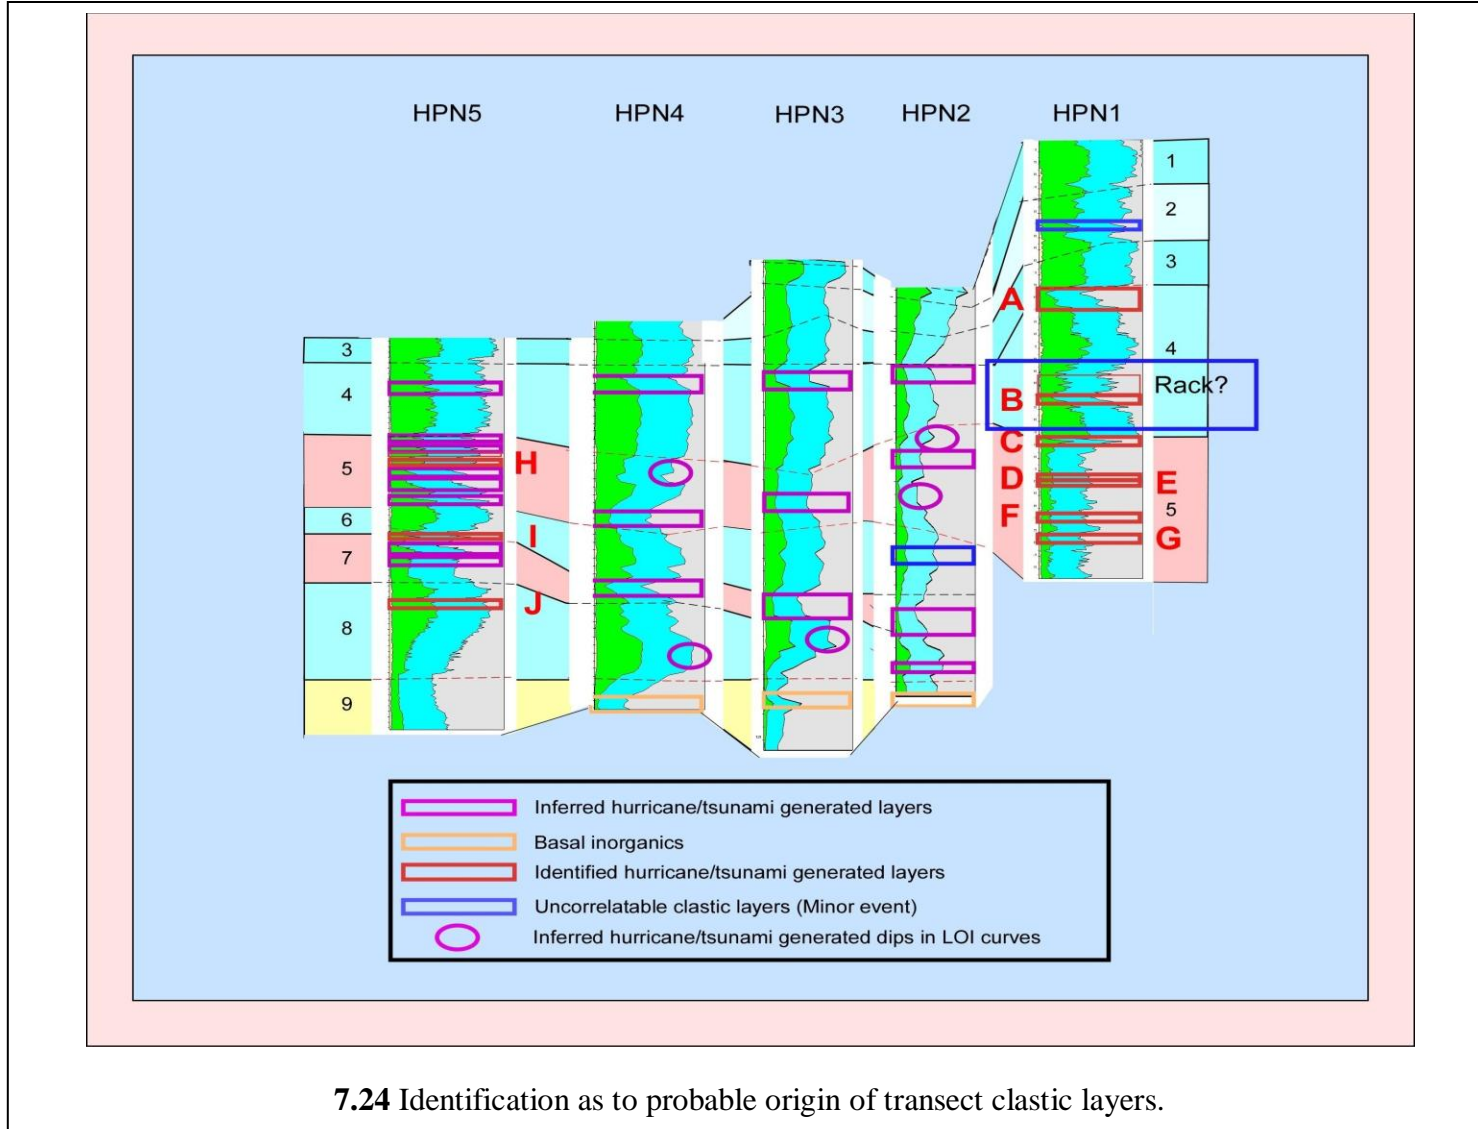 HPN5 HPN4 HPN3 HPN2 HPN1
1
2
3
A
4
3
Rack?
4
B
C
H
D
E
5
F
5
6
I
G
7
J
8
9
Inferred hurricane/tsunami generated layers
Basal inorganics
Identified hurricane/tsunami generated layers
Uncorrelatable clastic layers (Minor event)
Inferred hurricane/tsunami generated dips in LOI curves
7.24 Identification as to probable origin of transect clastic layers.